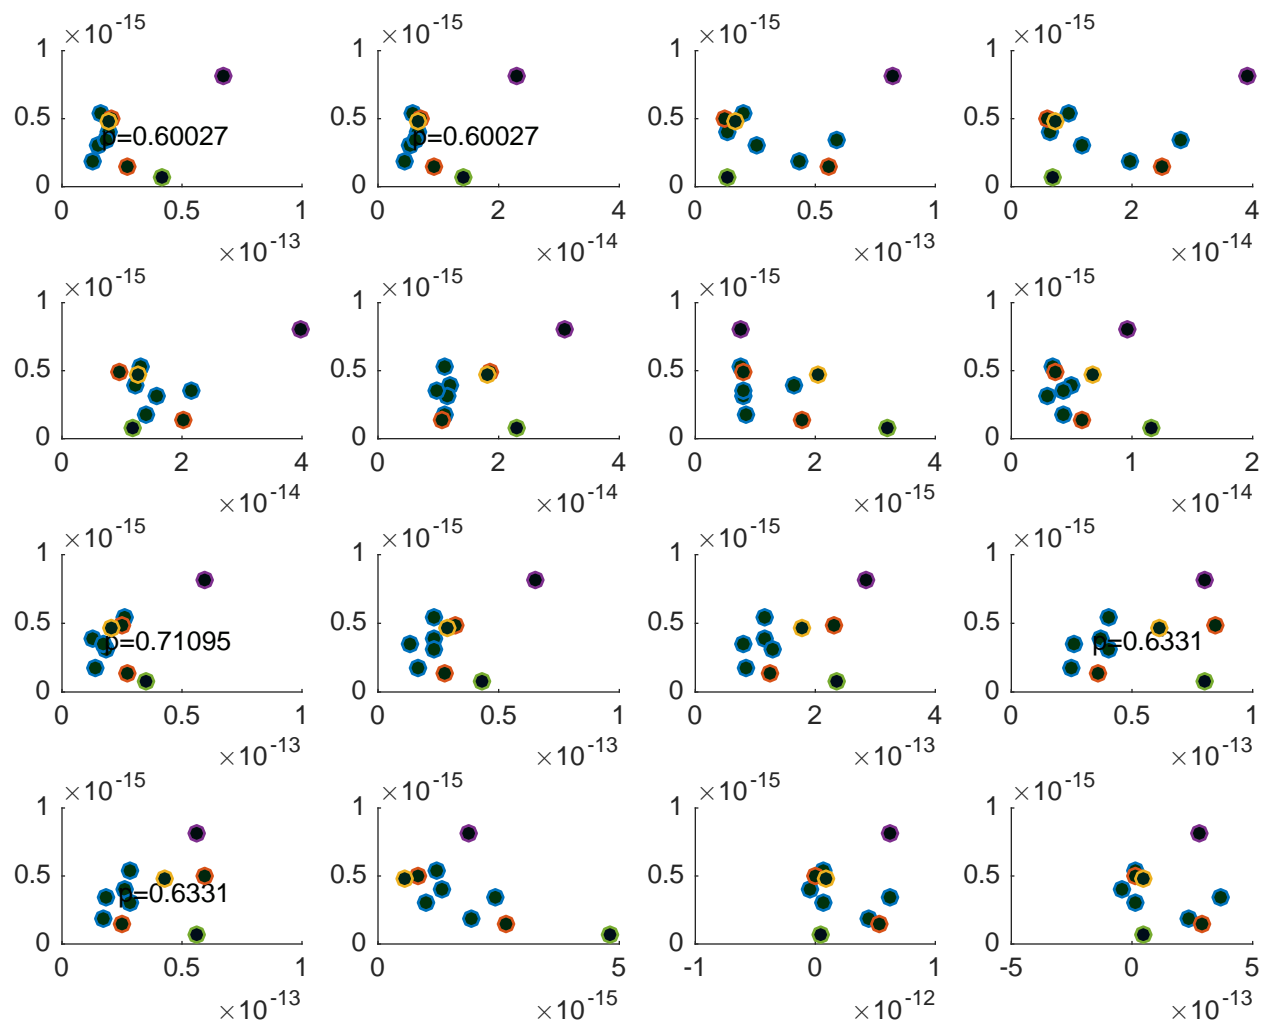 ×10-15 ×10-15 ×10-15 ×10-15
1 1 1 1
0.5 0.5 0.5 0.5
p=0.60027 p=0.60027
0 0 0 0
0 0.5 1 0 2 4 0 0.5 1 0 2 4
×10-13 ×10-14 ×10-13 ×10-14
×10-15 ×10-15 ×10-15 ×10-15
1 1 1 1
0.5 0.5 0.5 0.5
0 0 0 0
0 2 4 0 2 4 0 2 4 0 1 2
×10-14 ×10-14 ×10-15 ×10-14
×10-15 ×10-15 ×10-15 ×10-15
1 1 1 1
0.5 0.5 0.5 0.5
p=0.71095 p=0.6331
0 0 0 0
0 0.5 1 0 0.5 1 0 2 4 0 0.5 1
×10-13 ×10-13 ×10-13 ×10-13
×10-15 ×10-15 ×10-15 ×10-15
1 1 1 1
0.5 0.5 0.5 0.5
p=0.6331
0 0 0 0
0 0.5 1 0 5 -1 0 1 -5 0 5
×10-13 ×10-15 ×10-12 ×10-13